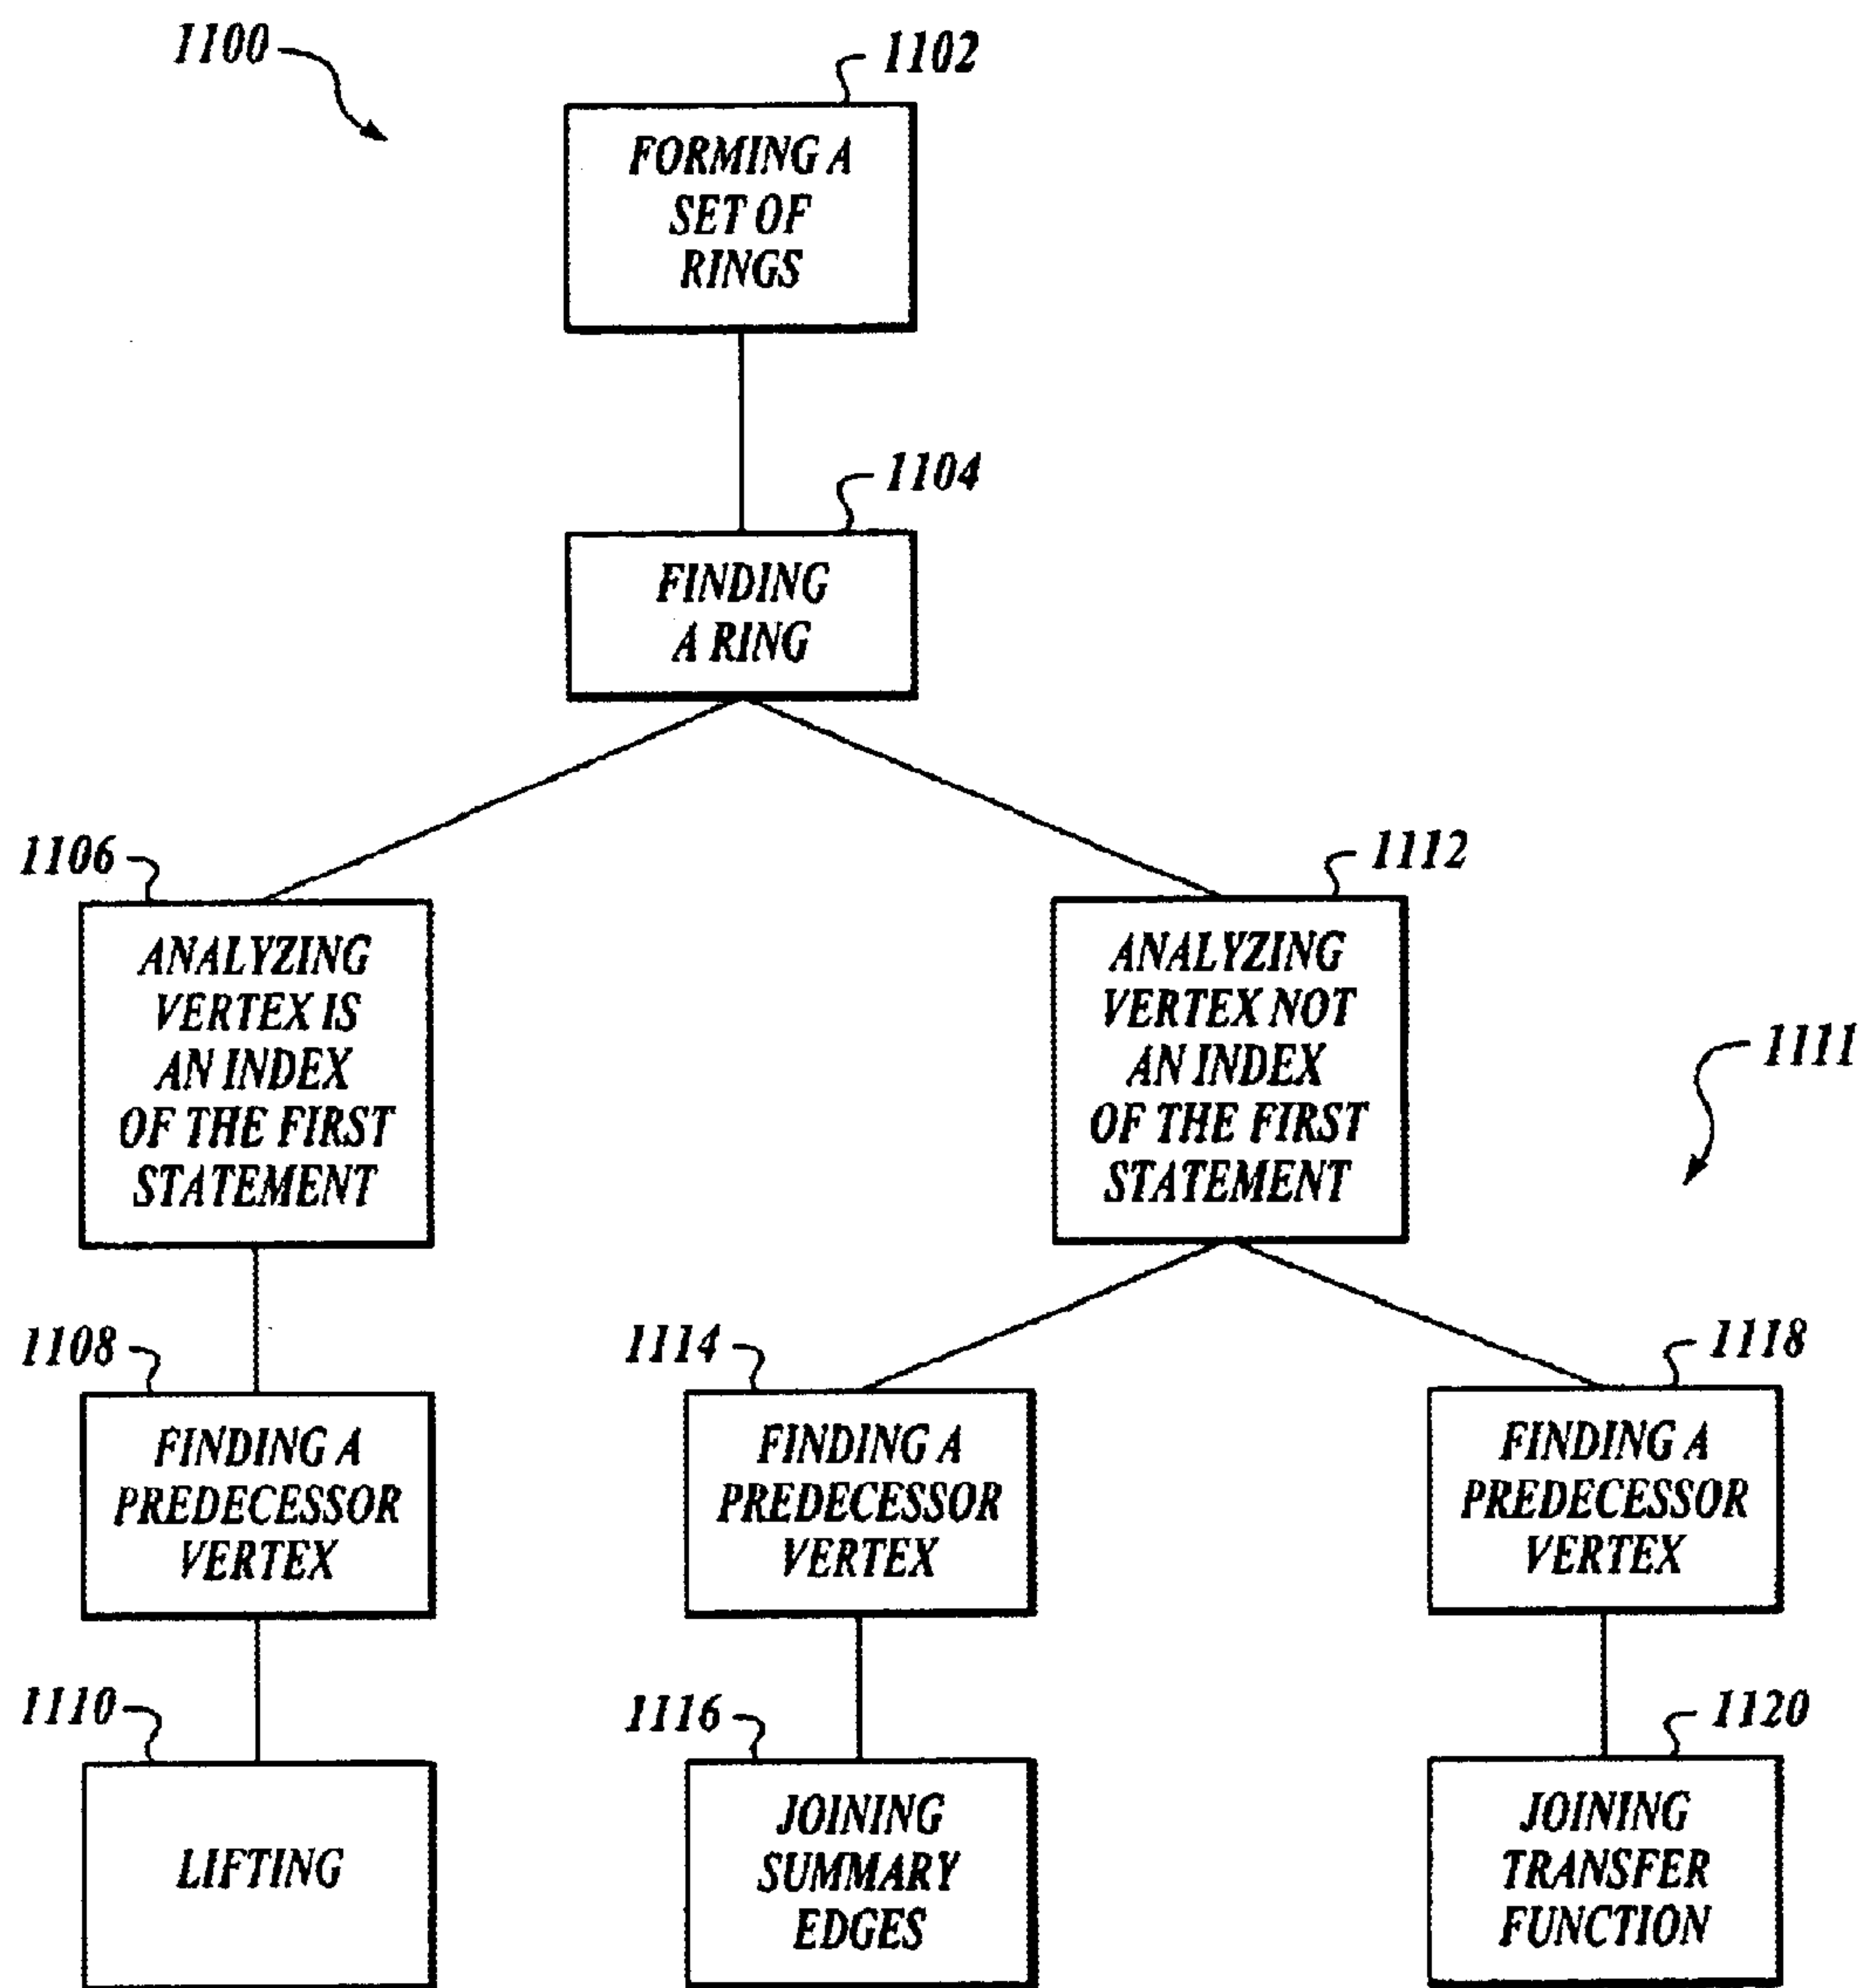 1100
1102
FORMING A
SET OF
RINGS
1104
FINDING
A RING
1106
ANALYZING
VERTEX IS
AN INDEX
OF THE FIRST
STATEMENT
1112
ANALYZING
VERTEX NOT
AN INDEX
OF THE FIRST
STATEMENT
1111
1108
FINDING A
PREDECESSOR
VERTEX
1114
FINDING A
PREDECESSOR
VERTEX
1118
FINDING A
PREDECESSOR
VERTEX
1110
LIFTING
1116
JOINING
SUMMARY
EDGES
1120
JOINING
TRANSFER
FUNCTION